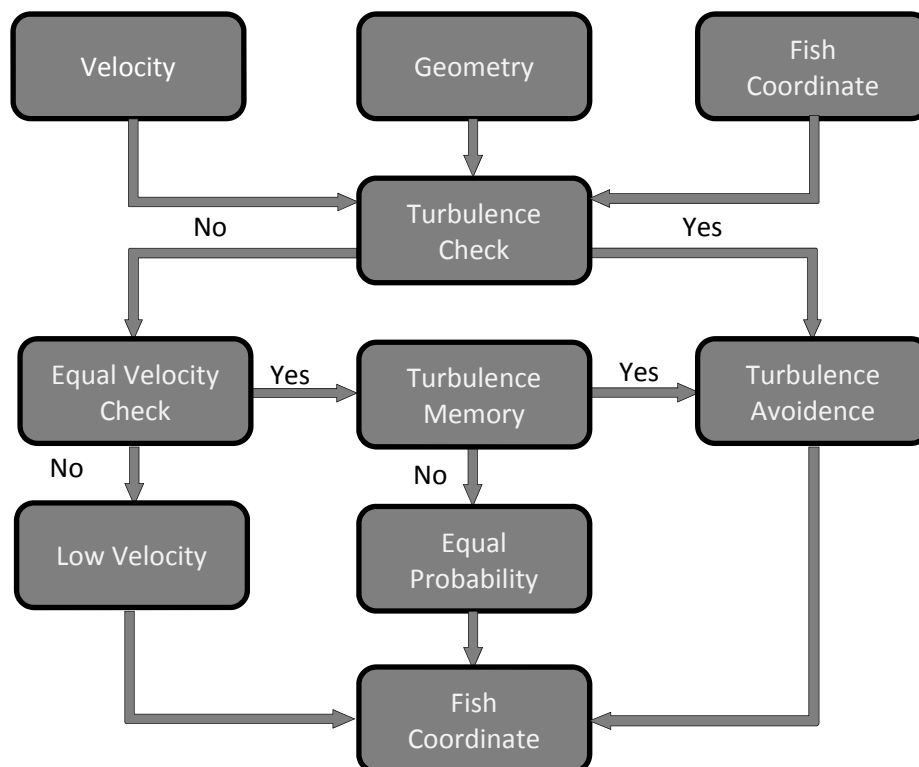 Velocity
Geometry
Fish
Coordinate
Turbulence
Check
No
Yes
Equal Velocity
Check
Yes
Turbulence
Memory
Yes
Turbulence
Avoidence
No
No
Low Velocity
Equal
Probability
Fish
Coordinate